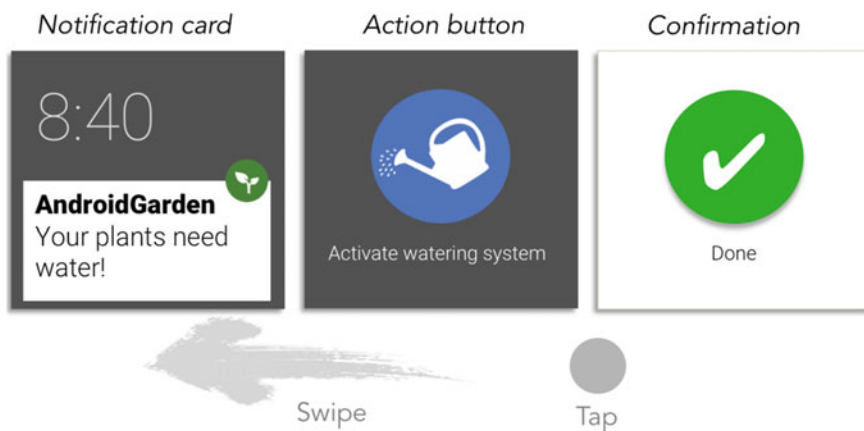 Notification card
Action button
Confirmation
8:40
AndroidGarden
Your plants need
water!
Activate watering system
Done
Swipe
Tap